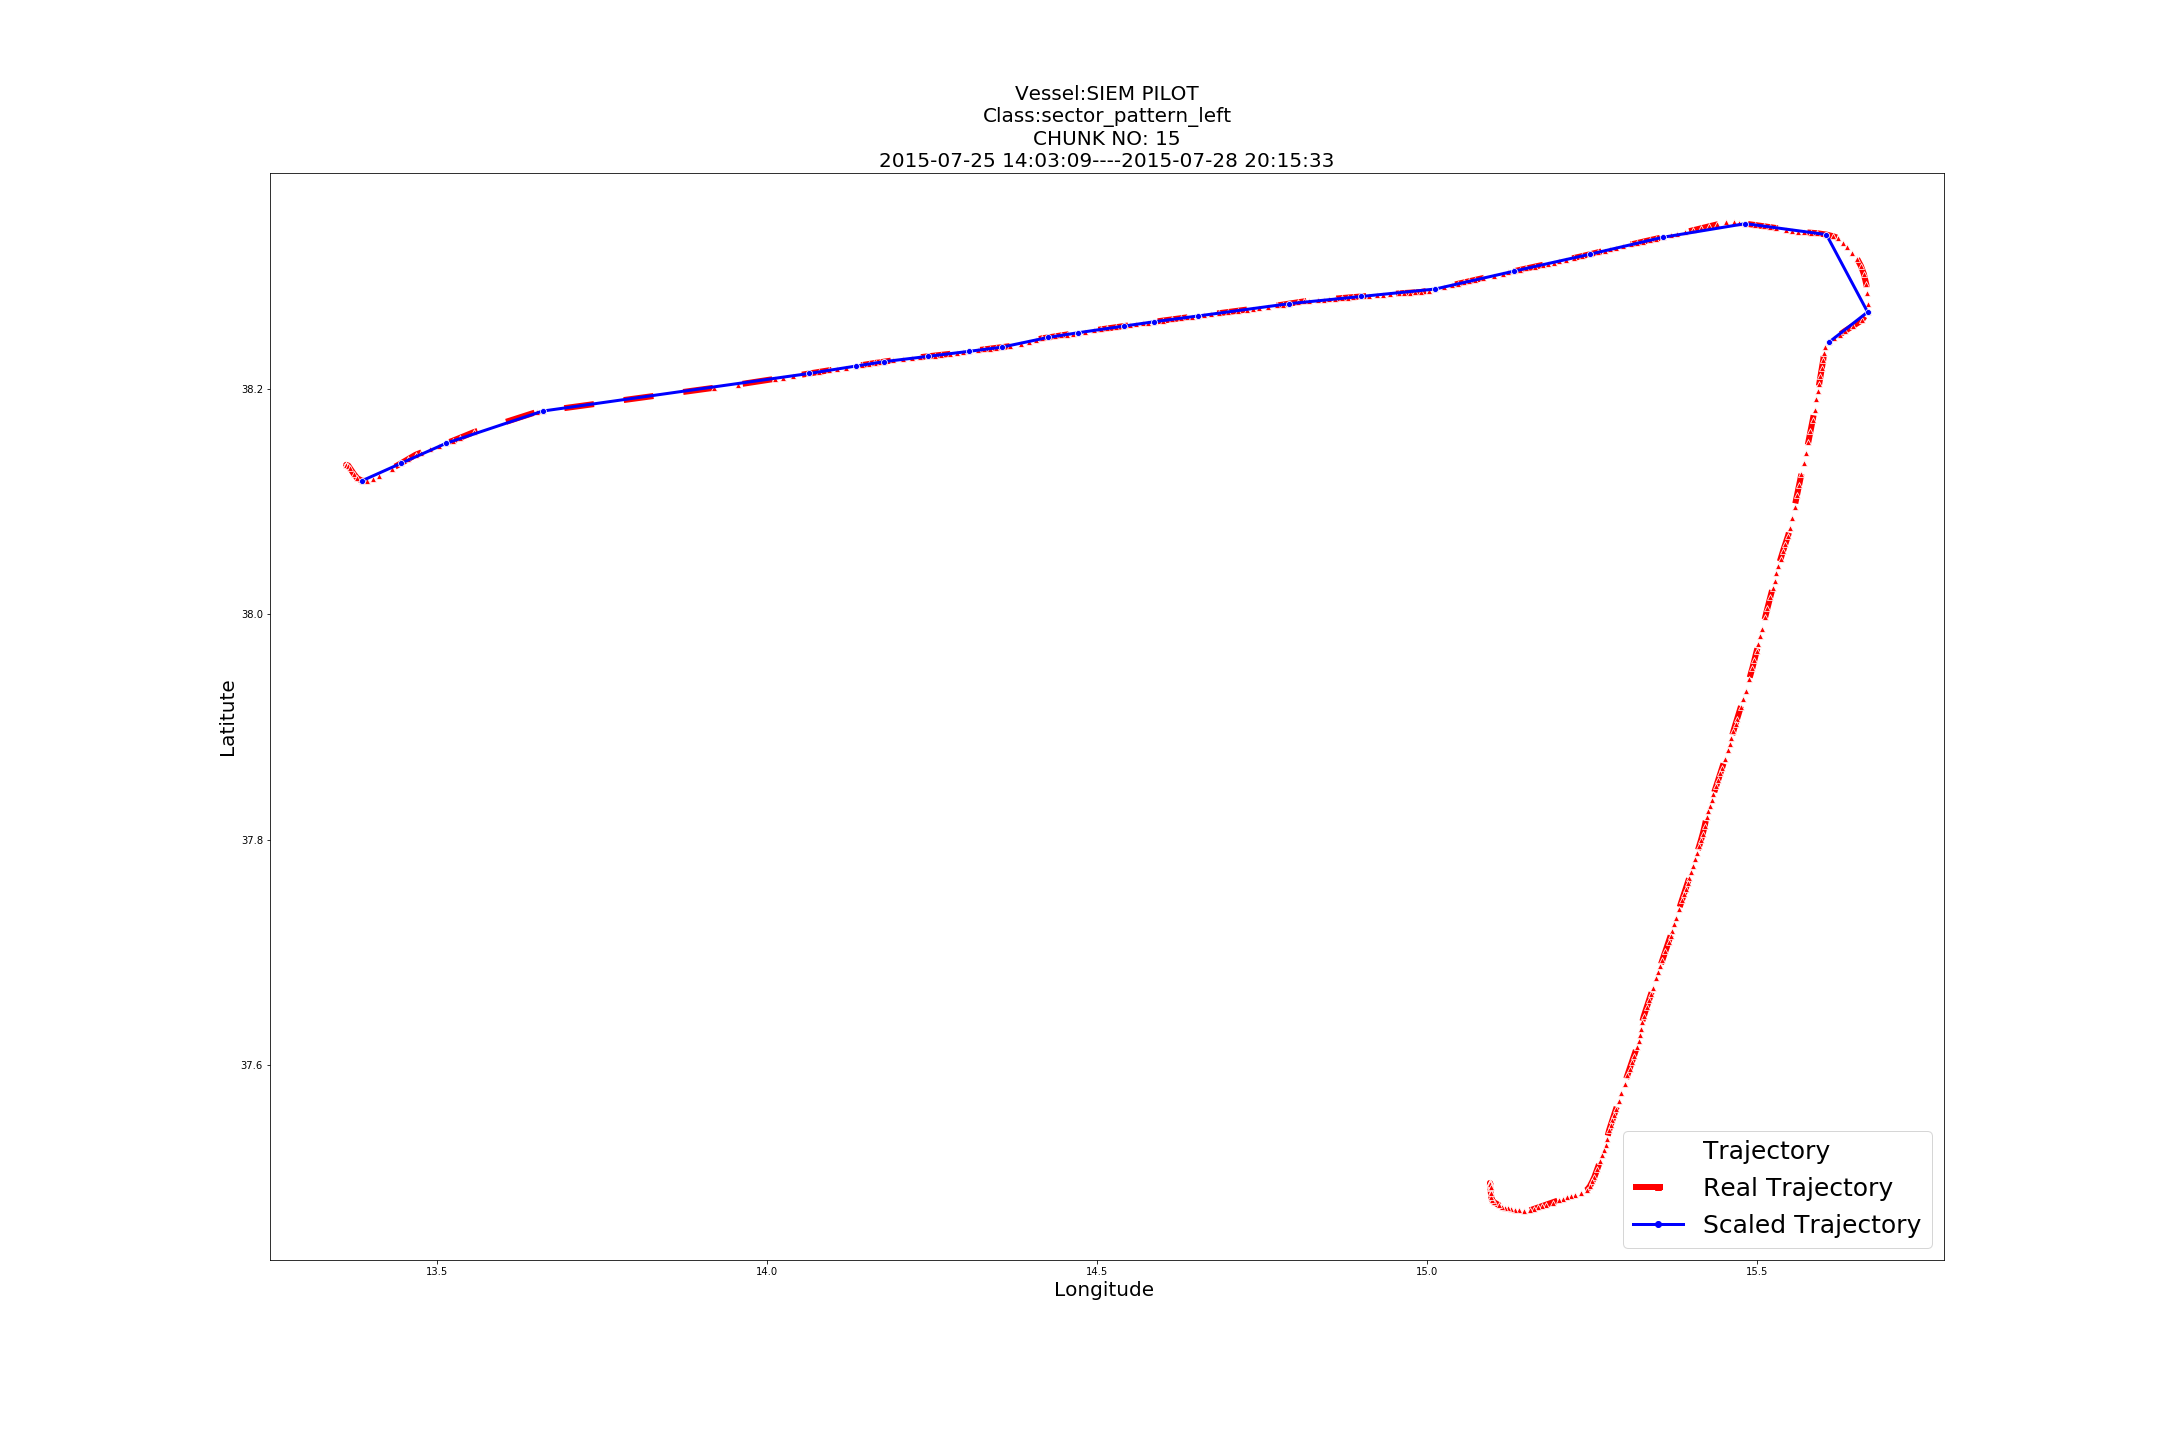 Vessel:SIEM PILOT
Class:sector_pattern_left
CHUNK NO: 15
2015-07-25 14:03:09----2015-07-28 20:15:33
38.2
38.0
37.8
37.6
Latitute
13.5
14.0
14.5
15.0
15.5
Longitude
Trajectory
Real Trajectory
Scaled Trajectory